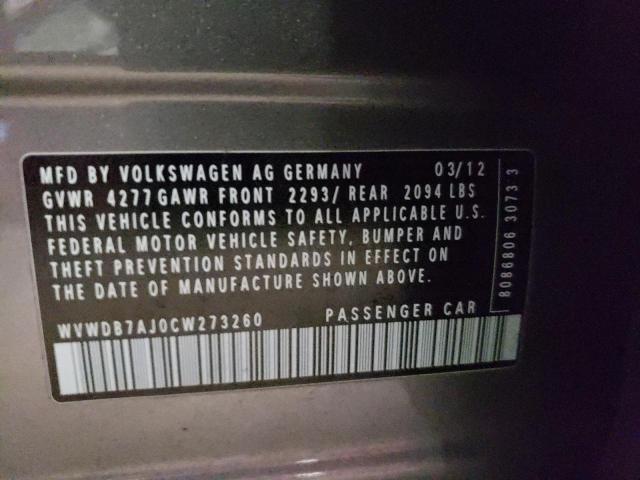 MFD BY VOLKSWAGEN AG GERMANY 03/12
GVWR 4277 GAWR FRONT 2293/ REAR 2094 LBS
THIS VEHICLE CONFORMS TO ALL APPLICABLE U.S.
FEDERAL MOTOR VEHICLE SAFETY, BUMPER AND
THEFT PREVENTION STANDARDS IN EFFECT ON
THE DATE OF MANUFACTURE SHOWN ABOVE.
WVWDB7AJ0CW273260 PASSENGER CAR
8086806 3073 3